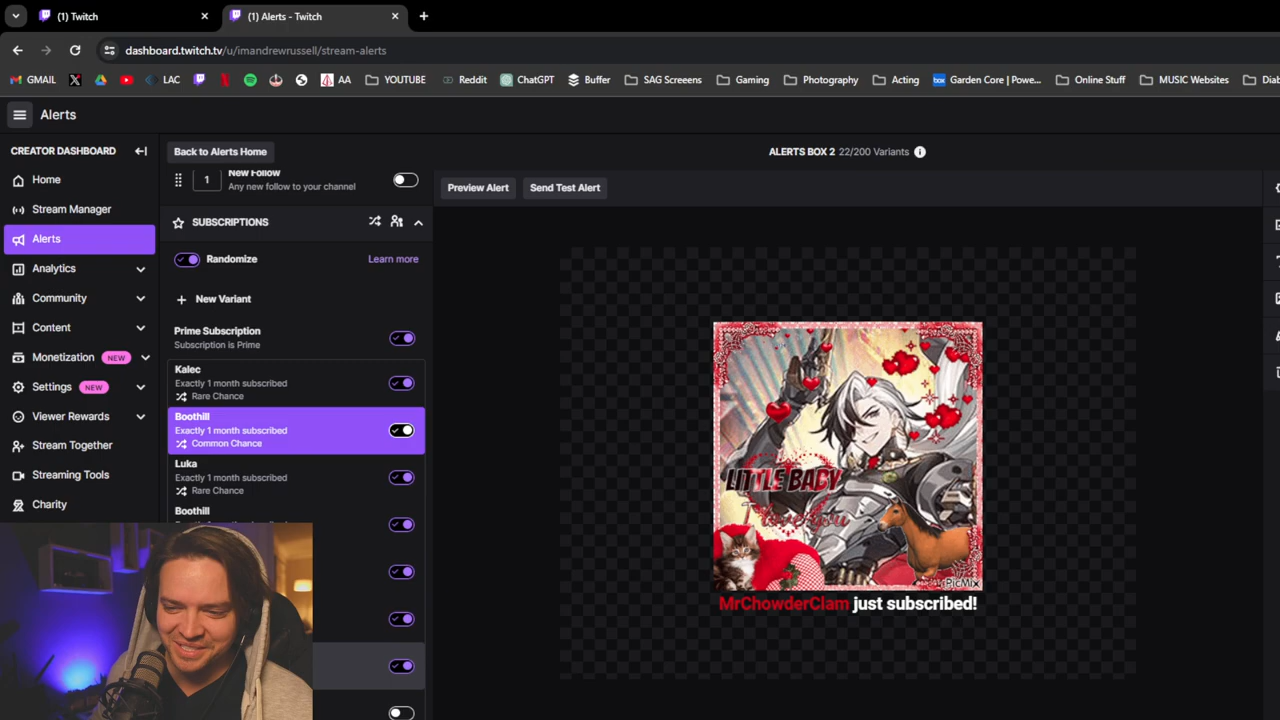 (1) Twitch
(1) Alerts - Twitch
dashboard.twitch.tv/u/imandrewrussell/stream-alerts
GMAIL
LAC
AA
YOUTUBE
Reddit
ChatGPT
Buffer
SAG Screeens
Gaming
Photography
Acting
box
Garden Core | Powe...
Online Stuff
MUSIC Websites
Diab
Alerts
CREATOR DASHBOARD
Home
Stream Manager
Alerts
Analytics
Community
Content
Monetization NEW
Settings NEW
Viewer Rewards
Stream Together
Streaming Tools
Charity
Back to Alerts Home
1
New Follow
Any new follow to your channel
SUBSCRIPTIONS
Randomize
Learn more
New Variant
Prime Subscription
Subscription is Prime
Kalec
Exactly 1 month subscribed
Rare Chance
Boothill
Exactly 1 month subscribed
Common Chance
Luka
Exactly 1 month subscribed
Rare Chance
Boothill
ALERTS BOX 2 22/200 Variants
Preview Alert
Send Test Alert
LITTLE BABY
I love you
PicMix
MrChowderClam just subscribed!